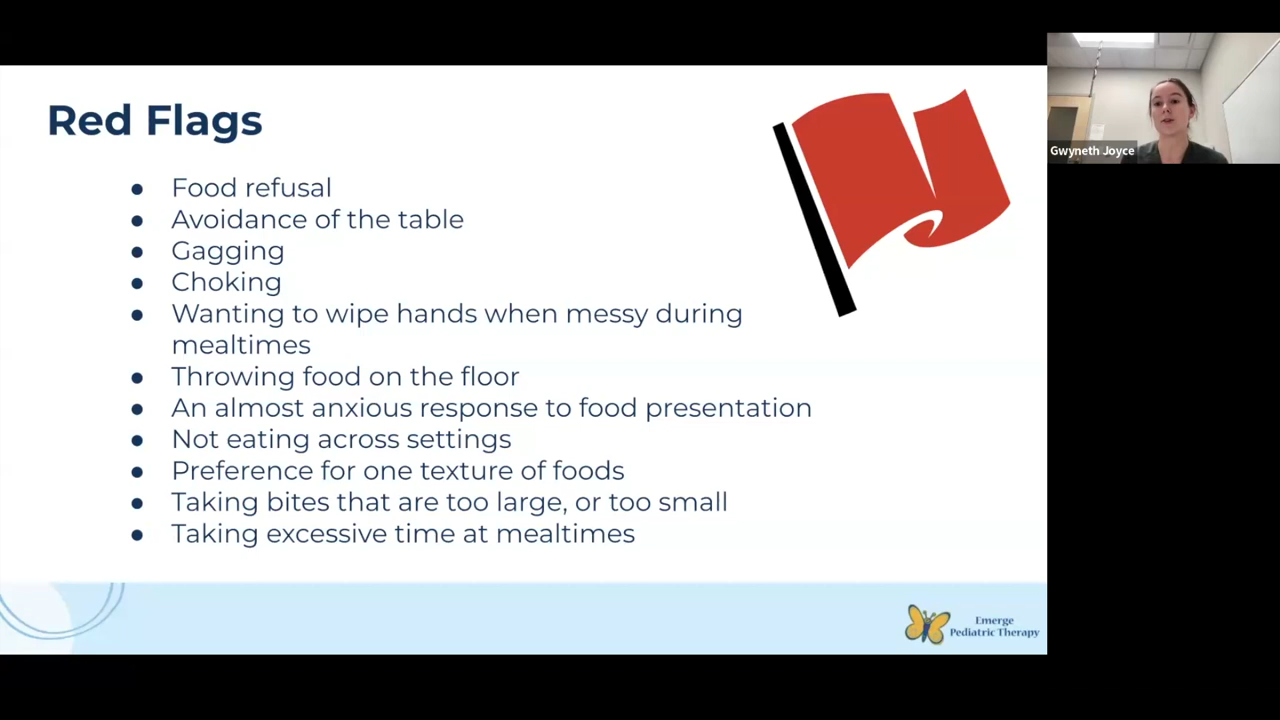 Red Flags
● Food refusal
● Avoidance of the table
● Gagging
● Choking
● Wanting to wipe hands when messy during
mealtimes
● Throwing food on the floor
● An almost anxious response to food presentation
● Not eating across settings
● Preference for one texture of foods
● Taking bites that are too large, or too small
● Taking excessive time at mealtimes
Emerge
Pediatric Therapy
Gwyneth Joyce